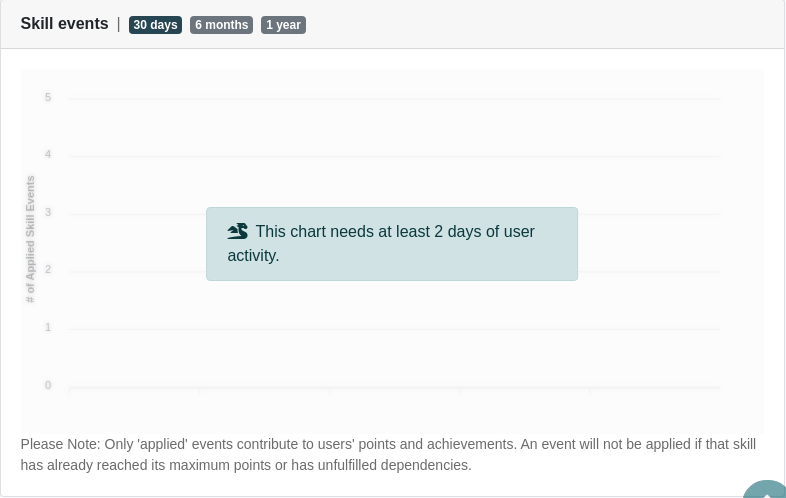 Skill events | 30 days 6 months 1 year
5
4
3
2
1
0
# of Applied Skill Events
This chart needs at least 2 days of user
activity.
Please Note: Only 'applied' events contribute to users' points and achievements. An event will not be applied if that skill
has already reached its maximum points or has unfulfilled dependencies.